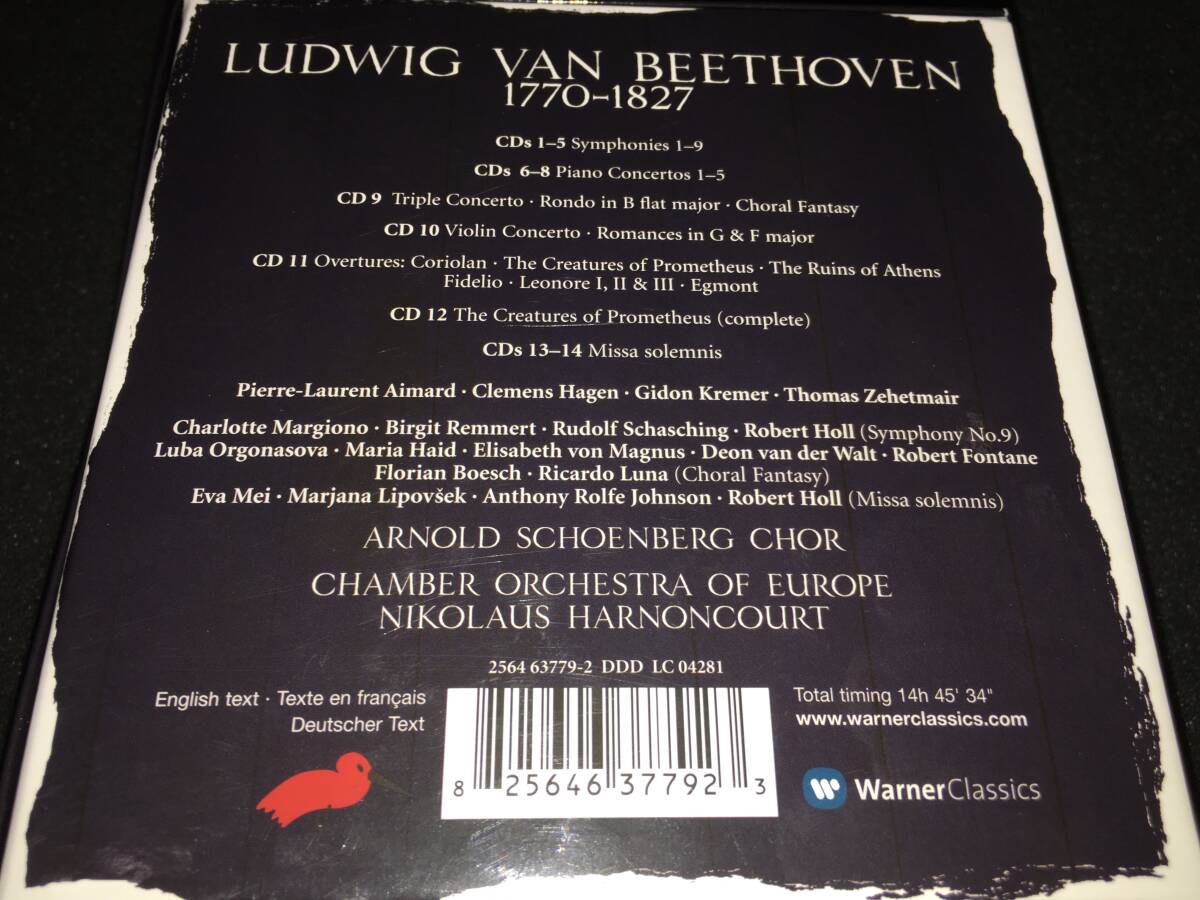 LUDWIG VAN BEETHOVEN
1770–1827
CDs 1–5 Symphonies 1–9
CDs 6–8 Piano Concertos 1–5
CD 9 Triple Concerto · Rondo in B flat major · Choral Fantasy
CD 10 Violin Concerto · Romances in G & F major
CD 11 Overtures: Coriolan · The Creatures of Prometheus · The Ruins of Athens
Fidelio · Leonore I, II & III · Egmont
CD 12 The Creatures of Prometheus (complete)
CDs 13–14 Missa solemnis
Pierre-Laurent Aimard · Clemens Hagen · Gidon Kremer · Thomas Zehetmair
Charlotte Margiono · Birgit Remmert · Rudolf Schasching · Robert Holl (Symphony No.9)
Luba Orgonasova · Maria Haid · Elisabeth von Magnus · Deon van der Walt · Robert Fontane
Florian Boesch · Ricardo Luna (Choral Fantasy)
Eva Mei · Marjana Lipovšek · Anthony Rolfe Johnson · Robert Holl (Missa solemnis)
ARNOLD SCHOENBERG CHOR
CHAMBER ORCHESTRA OF EUROPE
NIKOLAUS HARNONCOURT
2564 63779-2 DDD LC 04281
English text · Texte en français
Deutscher Text
8 25646 37792 3
Total timing 14h 45' 34"
www.warnerclassics.com
WarnerClassics